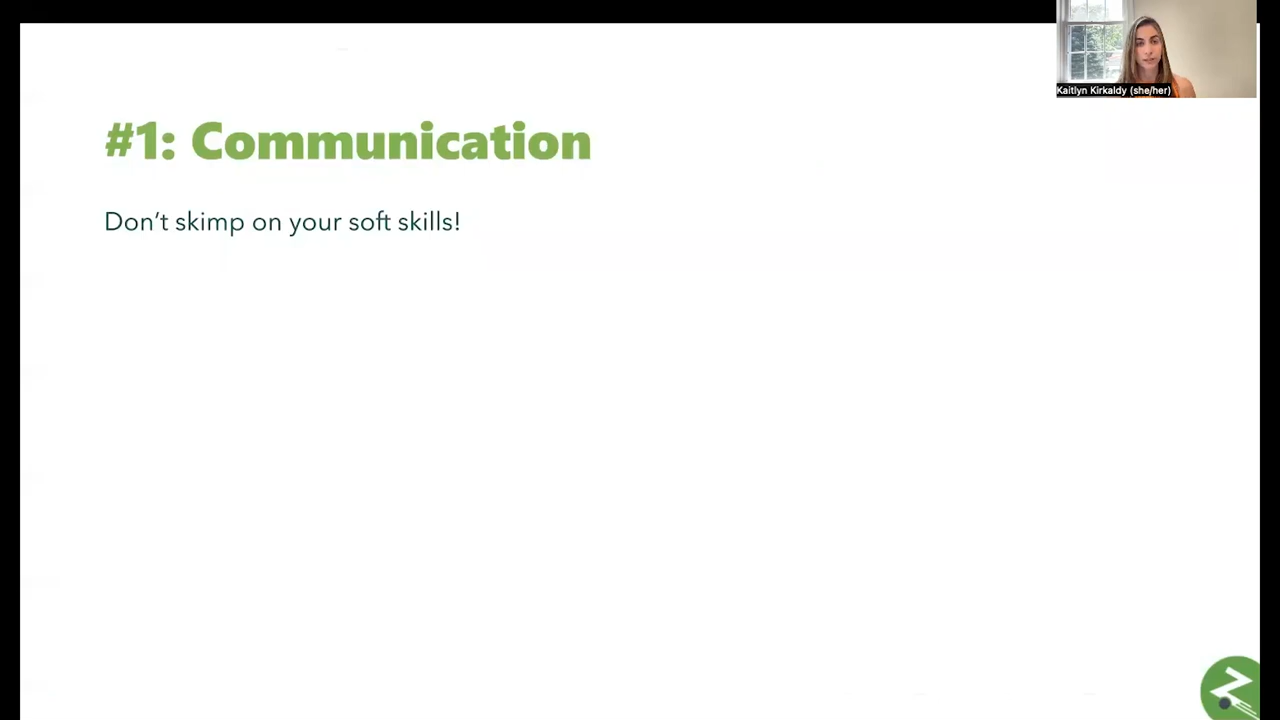 Kaitlyn Kirkaldy (she/her)
#1: Communication
Don't skimp on your soft skills!